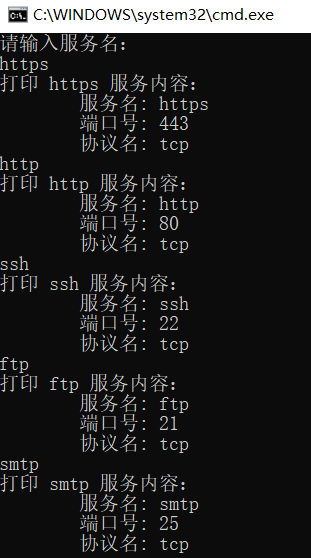 C:\WINDOWS\system32\cmd.exe
请输入服务名：
https
打印 https 服务内容：
服务名: https
端口号: 443
协议名: tcp
http
打印 http 服务内容：
服务名: http
端口号: 80
协议名: tcp
ssh
打印 ssh 服务内容：
服务名: ssh
端口号: 22
协议名: tcp
ftp
打印 ftp 服务内容：
服务名: ftp
端口号: 21
协议名: tcp
smtp
打印 smtp 服务内容：
服务名: smtp
端口号: 25
协议名: tcp